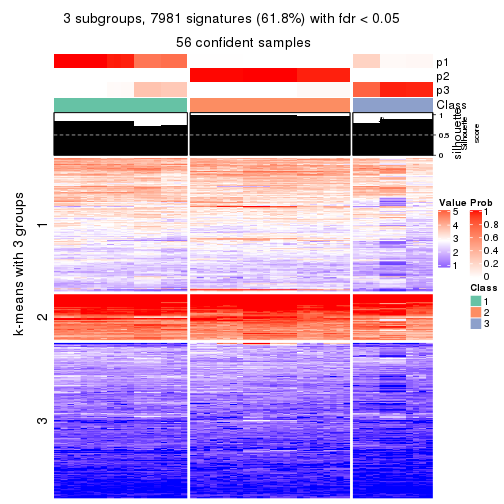 3 subgroups, 7981 signatures (61.8%) with fdr < 0.05
56 confident samples
p1
p2
p3
Class
silhouette
Silhouette
score
1
0.5
0
k-means with 3 groups
1
2
3
Value
5
4
3
2
1
Prob
1
0.8
0.6
0.4
0.2
0
Class
1
2
3